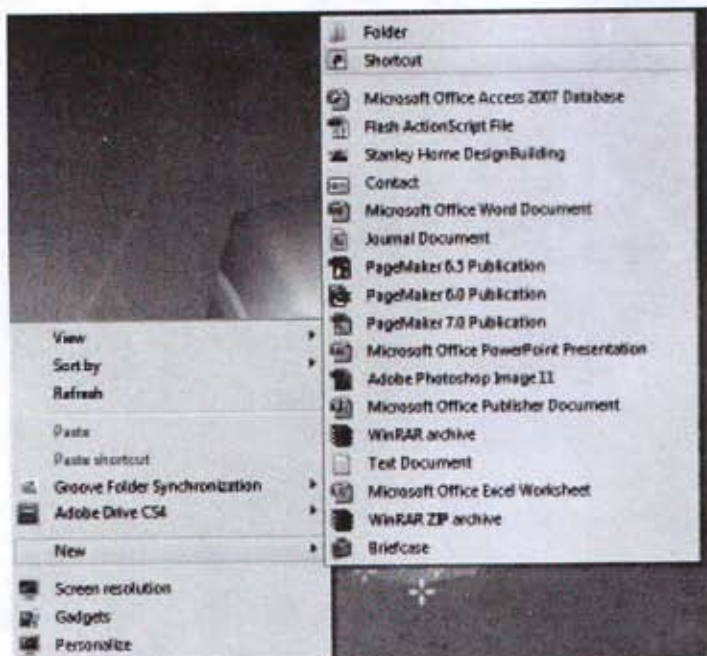 Folder
Shortcut
Microsoft Office Access 2007 Database
Flash ActionScript File
Stanley Home DesignBuilding
Contact
Microsoft Office Word Document
Journal Document
PageMaker 6.5 Publication
PageMaker 6.0 Publication
PageMaker 7.0 Publication
Microsoft Office PowerPoint Presentation
Adobe Photoshop Image 11
Microsoft Office Publisher Document
WinRAR archive
Text Document
Microsoft Office Excel Worksheet
WinRAR ZIP archive
Briefcase
View
Sort by
Refresh
Paste
Paste shortcut
Groove Folder Synchronization
Adobe Drive CS4
New
Screen resolution
Gadgets
Personalize